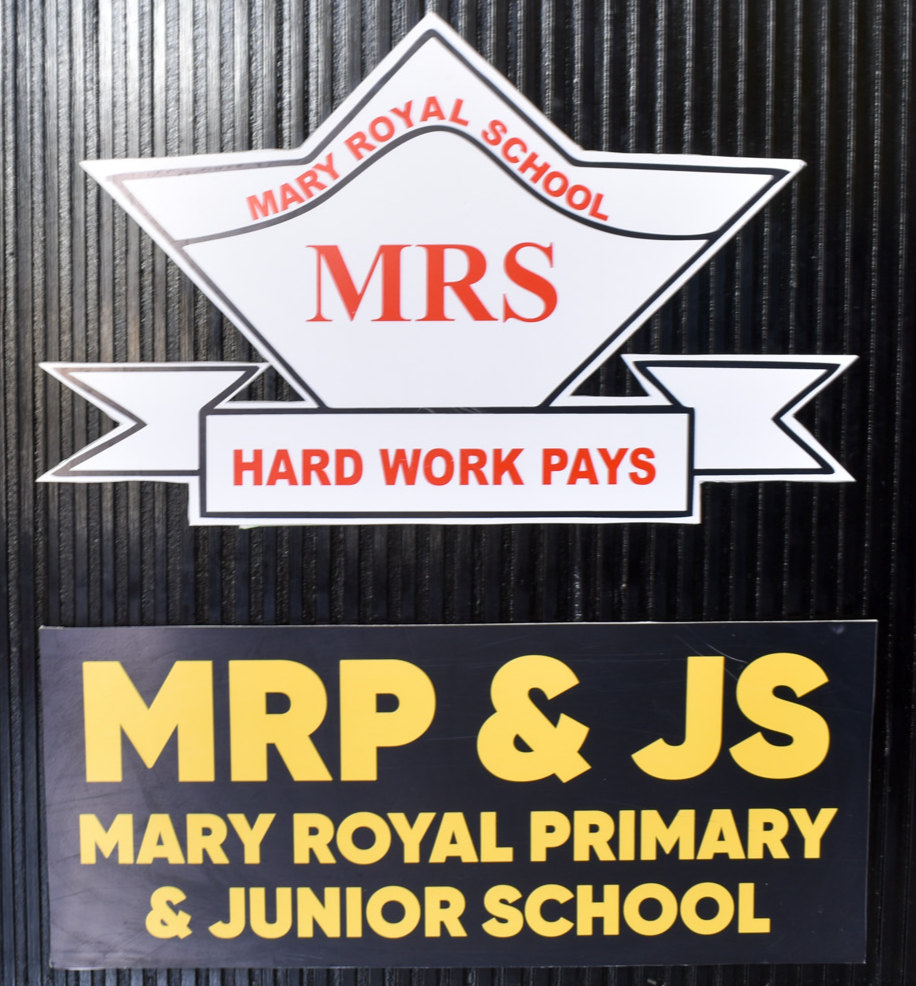 MARY ROYAL SCHOOL
MRS
HARD WORK PAYS
MRP & JS
MARY ROYAL PRIMARY
& JUNIOR SCHOOL